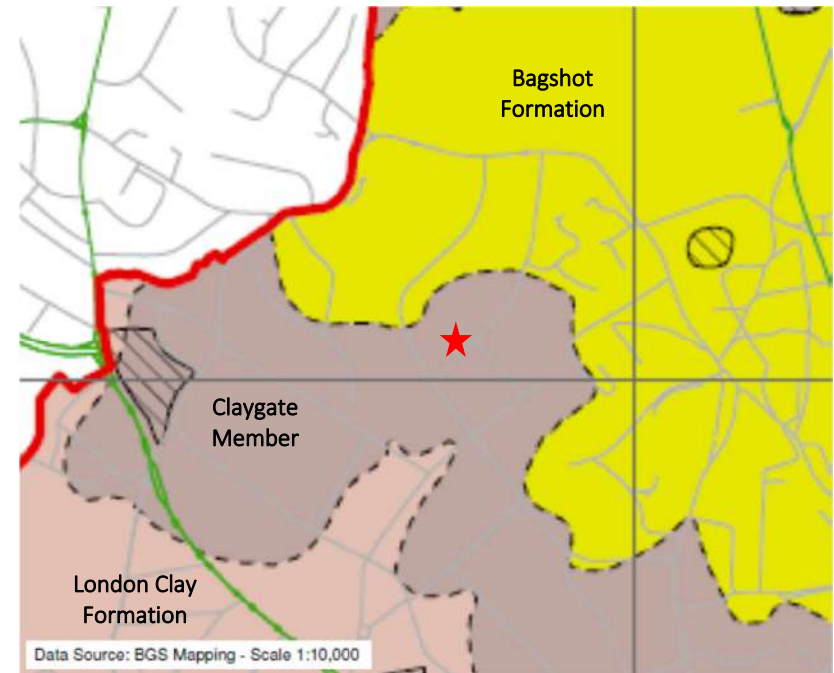 Bagshot
Formation
Claygate
Member
London Clay
Formation
Data Source: BGS Mapping - Scale 1:10,000